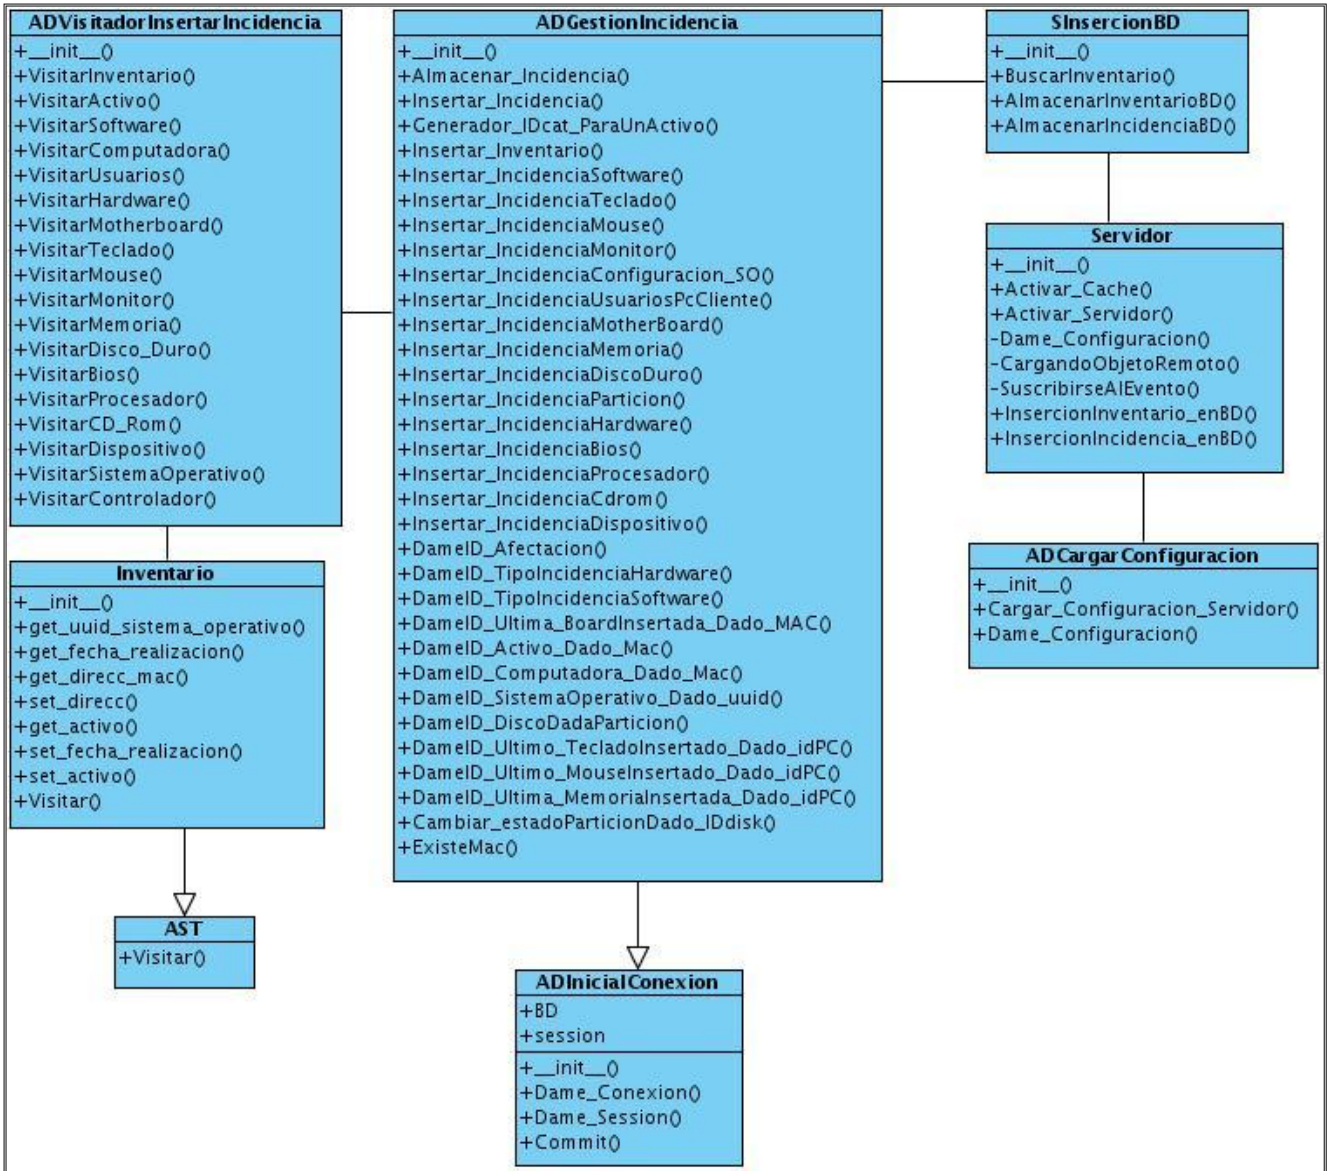 ADVisitadorInsertarIncidencia
+__init__()
+VisitarInventario()
+VisitarActivo()
+VisitarSoftware()
+VisitarComputadora()
+VisitarUsuarios()
+VisitarHardware()
+VisitarMotherboard()
+VisitarTeclado()
+VisitarMouse()
+VisitarMonitor()
+VisitarMemoria()
+VisitarDisco_Duro()
+VisitarBios()
+VisitarProcesador()
+VisitarCD_Rom()
+VisitarDispositivo()
+VisitarSistemaOperativo()
+VisitarControlador()
Inventario
+__init__()
+get_uuid_sistema_operativo()
+get_fecha_realizacion()
+get_direcc_mac()
+set_direcc()
+get_activo()
+set_fecha_realizacion()
+set_activo()
+Visitar()
AST
+Visitar()
ADGestionIncidencia
+__init__()
+Almacenar_Incidencia()
+Insertar_Incidencia()
+Generador_IDcat_ParaUnActivo()
+Insertar_Inventario()
+Insertar_IncidenciaSoftware()
+Insertar_IncidenciaTeclado()
+Insertar_IncidenciaMouse()
+Insertar_IncidenciaMonitor()
+Insertar_IncidenciaConfiguracion_SO()
+Insertar_IncidenciaUsuariosPcCliente()
+Insertar_IncidenciaMotherBoard()
+Insertar_IncidenciaMemoria()
+Insertar_IncidenciaDiscoDuro()
+Insertar_IncidenciaParticion()
+Insertar_IncidenciaHardware()
+Insertar_IncidenciaBios()
+Insertar_IncidenciaProcesador()
+Insertar_IncidenciaCdrom()
+Insertar_IncidenciaDispositivo()
+DameID_Afectacion()
+DameID_TipoIncidenciaHardware()
+DameID_TipoIncidenciaSoftware()
+DameID_Ultima_BoardInsertada_Dado_MAC()
+DameID_Activo_Dado_Mac()
+DameID_Computadora_Dado_Mac()
+DameID_SistemaOperativo_Dado_uuid()
+DameID_DiscoDadaParticion()
+DameID_Ultimo_TecladoInsertado_Dado_idPC()
+DameID_Ultimo_MouseInsertado_Dado_idPC()
+DameID_Ultima_MemoriaInsertada_Dado_idPC()
+Cambiar_estadoParticionDado_IDdisk()
+ExisteMac()
ADInicialConexion
+BD
+session
+__init__()
+Dame_Conexion()
+Dame_Session()
+Commit()
SInsercionBD
+__init__()
+BuscarInventario()
+AlmacenarInventarioBD()
+AlmacenarIncidenciaBD()
Servidor
+__init__()
+Activar_Cache()
+Activar_Servidor()
-Dame_Configuracion()
-CargandoObjetoRemoto()
-SuscribirseAlEvento()
+InsercionInventario_enBD()
+InsercionIncidencia_enBD()
ADCargarConfiguracion
+__init__()
+Cargar_Configuracion_Servidor()
+Dame_Configuracion()